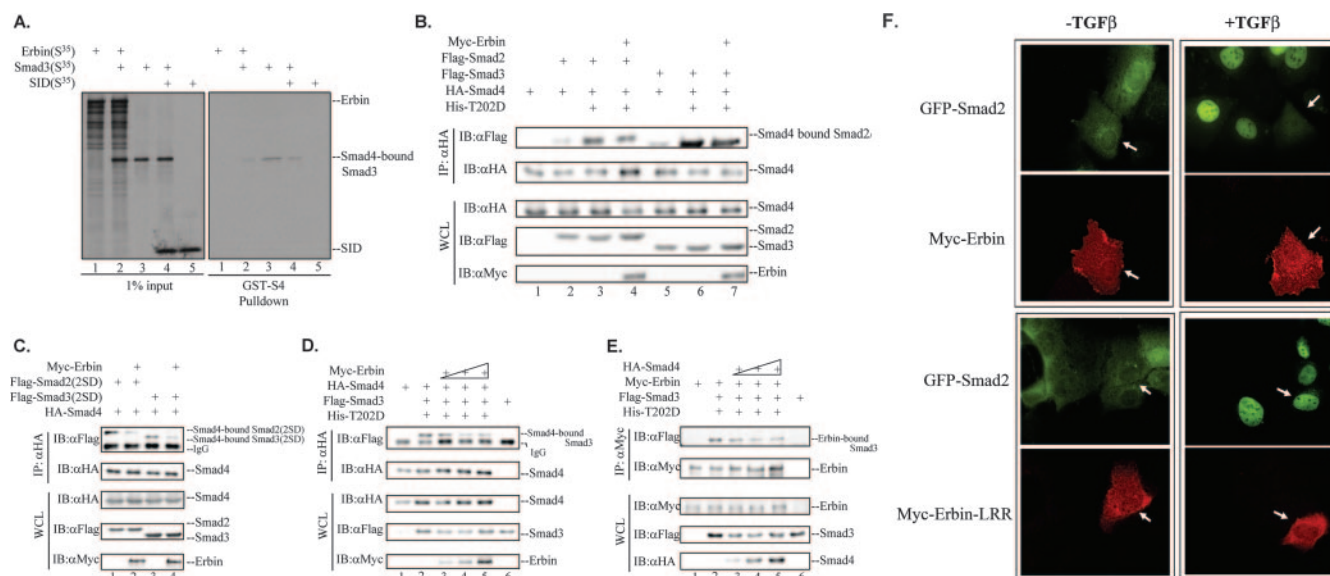 A.
Erbin(S35) + +
Smad3(S35) + + +
SID(S35) + +
--Erbin
--Smad4-bound
Smad3
--SID
1 2 3 4 5 1 2 3 4 5
1% input GST-S4
Pulldown
B.
Myc-Erbin + +
Flag-Smad2 + + +
Flag-Smad3 + + +
HA-Smad4 + + + + + + +
His-T202D + + + +
IP: αHA
IB:αFlag --Smad4 bound Smad2/
IB:αHA --Smad4
WCL
IB:αHA --Smad4
IB:αFlag --Smad2
--Smad3
IB:αMyc --Erbin
1 2 3 4 5 6 7
C.
Myc-Erbin + +
Flag-Smad2(2SD) + +
Flag-Smad3(2SD) + +
HA-Smad4 + + + +
IP: αHA
IB:αFlag --Smad4-bound Smad2(2SD)
--Smad4-bound Smad3(2SD)
--IgG
IB:αHA --Smad4
WCL
IB:αHA --Smad4
IB:αFlag --Smad2
--Smad3
IB:αMyc --Erbin
1 2 3 4
D.
Myc-Erbin + + +
HA-Smad4 + + + + +
Flag-Smad3 + + + + +
His-T202D + + + +
IP: αHA
IB:αFlag --Smad4-bound
Smad3
IgG
IB:αHA --Smad4
WCL
IB:αHA --Smad4
IB:αFlag --Smad3
IB:αMyc --Erbin
1 2 3 4 5 6
E.
HA-Smad4 + + +
Myc-Erbin + + + + +
Flag-Smad3 + + + + +
His-T202D + + + +
IP: αMyc
IB:αFlag --Erbin-bound
Smad3
IB:αMyc --Erbin
WCL
IB:αMyc --Erbin
IB:αFlag --Smad3
IB:αHA --Smad4
1 2 3 4 5 6
F.
-TGFβ +TGFβ
GFP-Smad2
Myc-Erbin
GFP-Smad2
Myc-Erbin-LRR